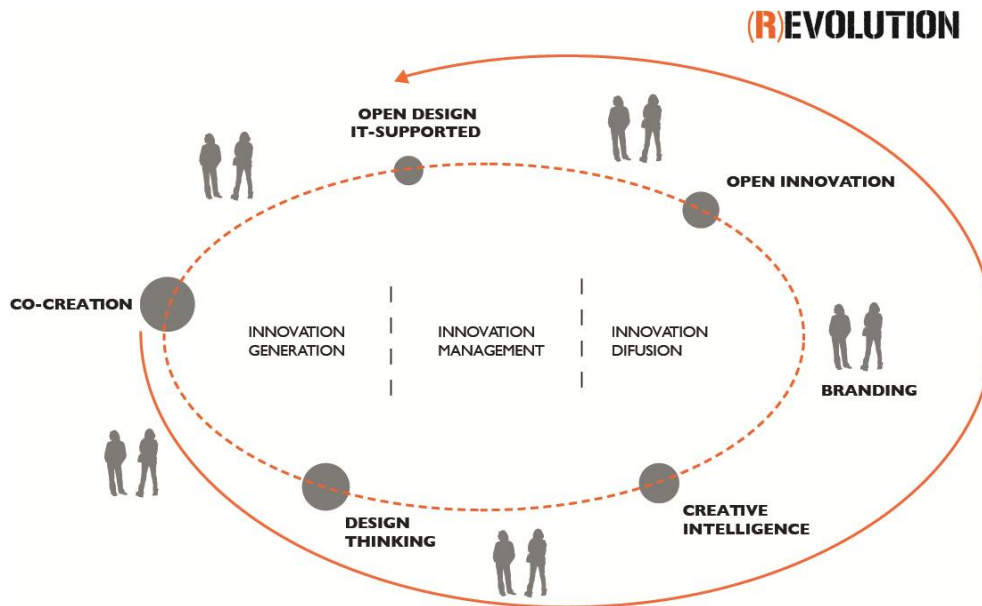 (R)EVOLUTION
OPEN DESIGN
IT-SUPPORTED
OPEN INNOVATION
CO-CREATION
INNOVATION
GENERATION
INNOVATION
MANAGEMENT
INNOVATION
DIFUSION
BRANDING
DESIGN
THINKING
CREATIVE
INTELLIGENCE